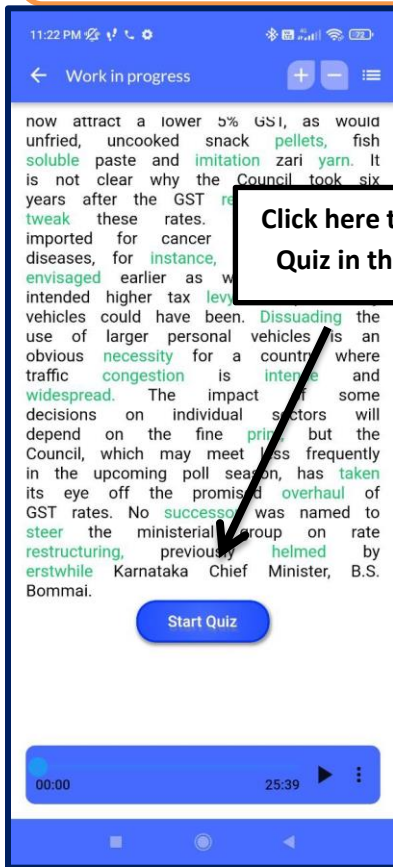 11:22 PM
72
Work in progress
+ -
now attract a lower 5% GST, as would
unfried, uncooked snack pellets, fish
soluble paste and imitation zari yarn. It
is not clear why the Council took six
years after the GST
tweak these rates.
imported for cancer
diseases, for instance,
envisaged earlier as
intended higher tax levy
vehicles could have been. Dissuading the
use of larger personal vehicles is an
obvious necessity for a country where
traffic congestion is intense and
widespread. The impact of some
decisions on individual sectors will
depend on the fine print, but the
Council, which may meet less frequently
in the upcoming poll season, has taken
its eye off the promised overhaul of
GST rates. No successor was named to
steer the ministerial group on rate
restructuring, previously helmed by
erstwhile Karnataka Chief Minister, B.S.
Bommai.
Click here
Quiz in
Start Quiz
00:00 25:39